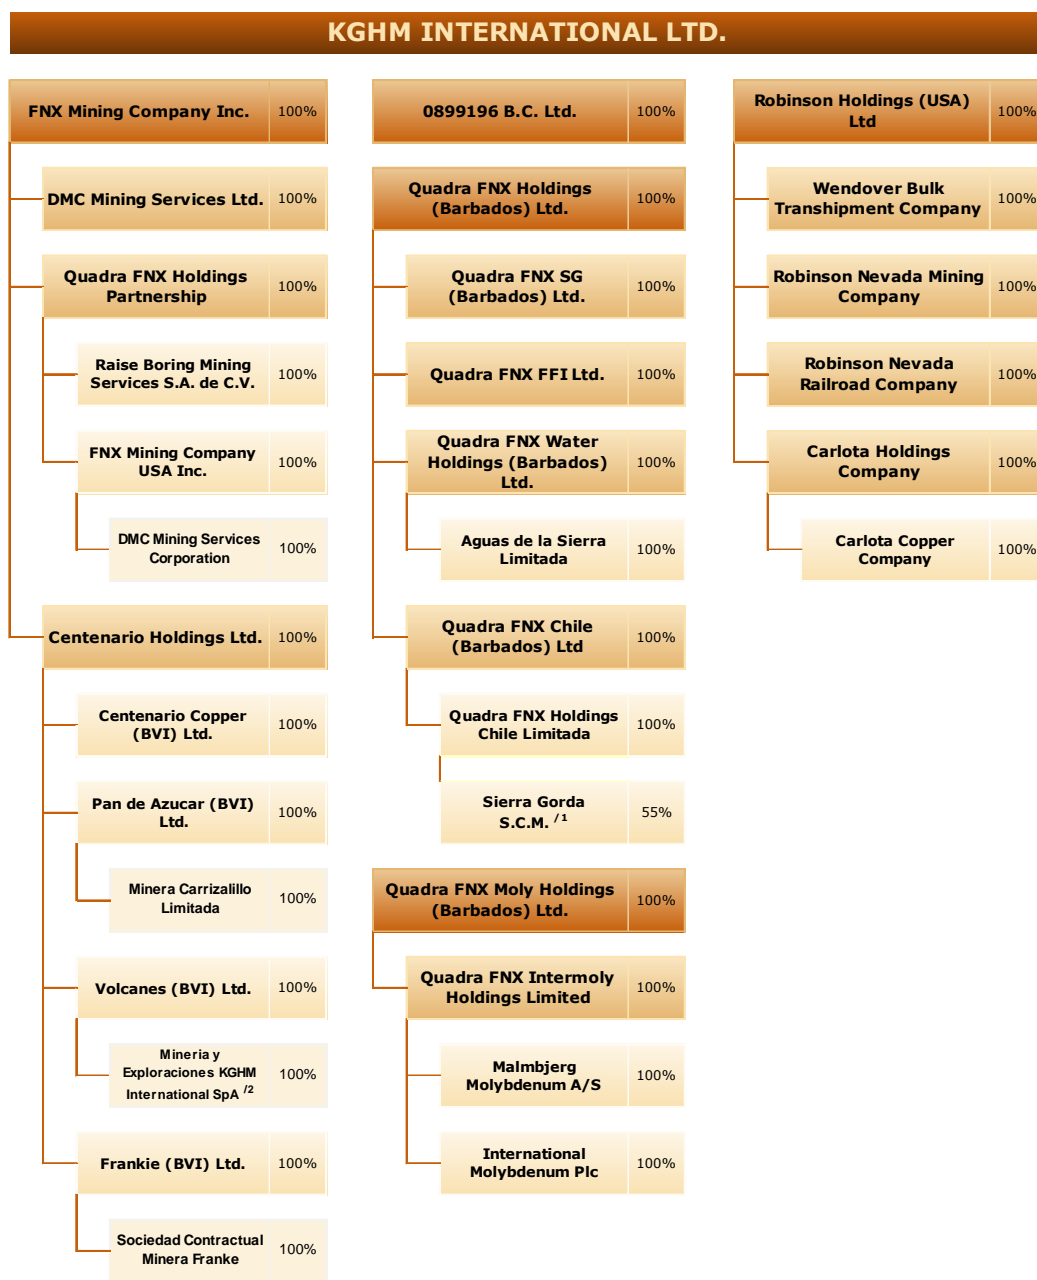 KGHM INTERNATIONAL LTD.
FNX Mining Company Inc. 100%
DMC Mining Services Ltd. 100%
Quadra FNX Holdings
Partnership 100%
Raise Boring Mining
Services S.A. de C.V. 100%
FNX Mining Company
USA Inc. 100%
DMC Mining Services
Corporation 100%
Centenario Holdings Ltd. 100%
Centenario Copper
(BVI) Ltd. 100%
Pan de Azucar (BVI)
Ltd. 100%
Minera Carrizalillo
Limitada 100%
Volcanes (BVI) Ltd. 100%
Mineria y
Exploraciones KGHM
International SpA /2 100%
Frankie (BVI) Ltd. 100%
Sociedad Contractual
Minera Franke 100%
0899196 B.C. Ltd. 100%
Quadra FNX Holdings
(Barbados) Ltd. 100%
Quadra FNX SG
(Barbados) Ltd. 100%
Quadra FNX FFI Ltd. 100%
Quadra FNX Water
Holdings (Barbados)
Ltd. 100%
Aguas de la Sierra
Limitada 100%
Quadra FNX Chile
(Barbados) Ltd 100%
Quadra FNX Holdings
Chile Limitada 100%
Sierra Gorda
S.C.M. /1 55%
Quadra FNX Moly Holdings
(Barbados) Ltd. 100%
Quadra FNX Intermoly
Holdings Limited 100%
Malmbjerg
Molybdenum A/S 100%
International
Molybdenum Plc 100%
Robinson Holdings (USA)
Ltd 100%
Wendover Bulk
Transhipment Company 100%
Robinson Nevada Mining
Company 100%
Robinson Nevada
Railroad Company 100%
Carlota Holdings
Company 100%
Carlota Copper
Company 100%